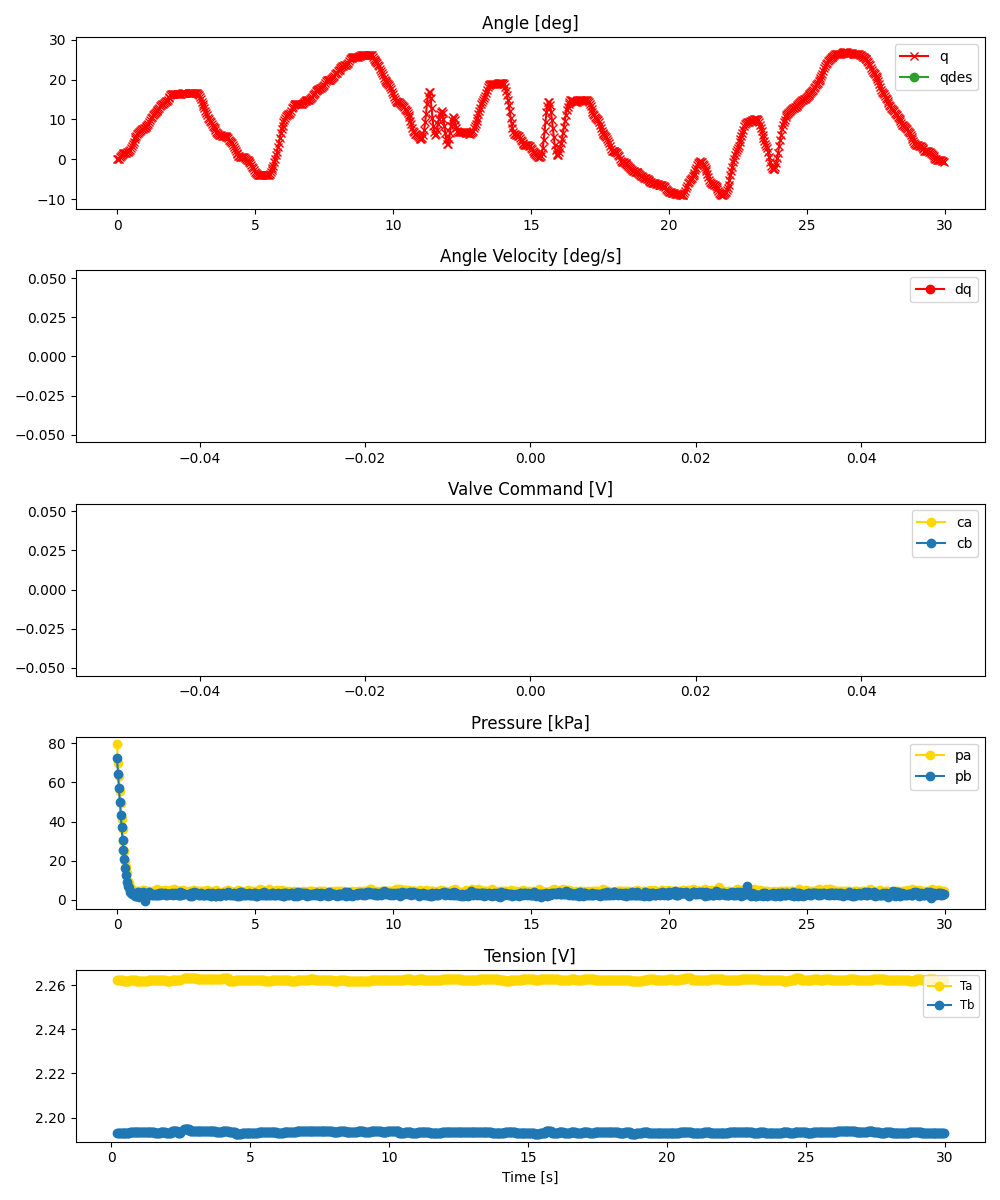 Angle [deg]
30
20
10
0
−10
q
qdes
0 5 10 15 20 25 30
Angle Velocity [deg/s]
0.050
0.025
0.000
−0.025
−0.050
dq
−0.04 −0.02 0.00 0.02 0.04
Valve Command [V]
0.050
0.025
0.000
−0.025
−0.050
ca
cb
−0.04 −0.02 0.00 0.02 0.04
Pressure [kPa]
80
60
40
20
0
pa
pb
0 5 10 15 20 25 30
Tension [V]
2.26
2.24
2.22
2.20
Ta
Tb
0 5 10 15 20 25 30
Time [s]